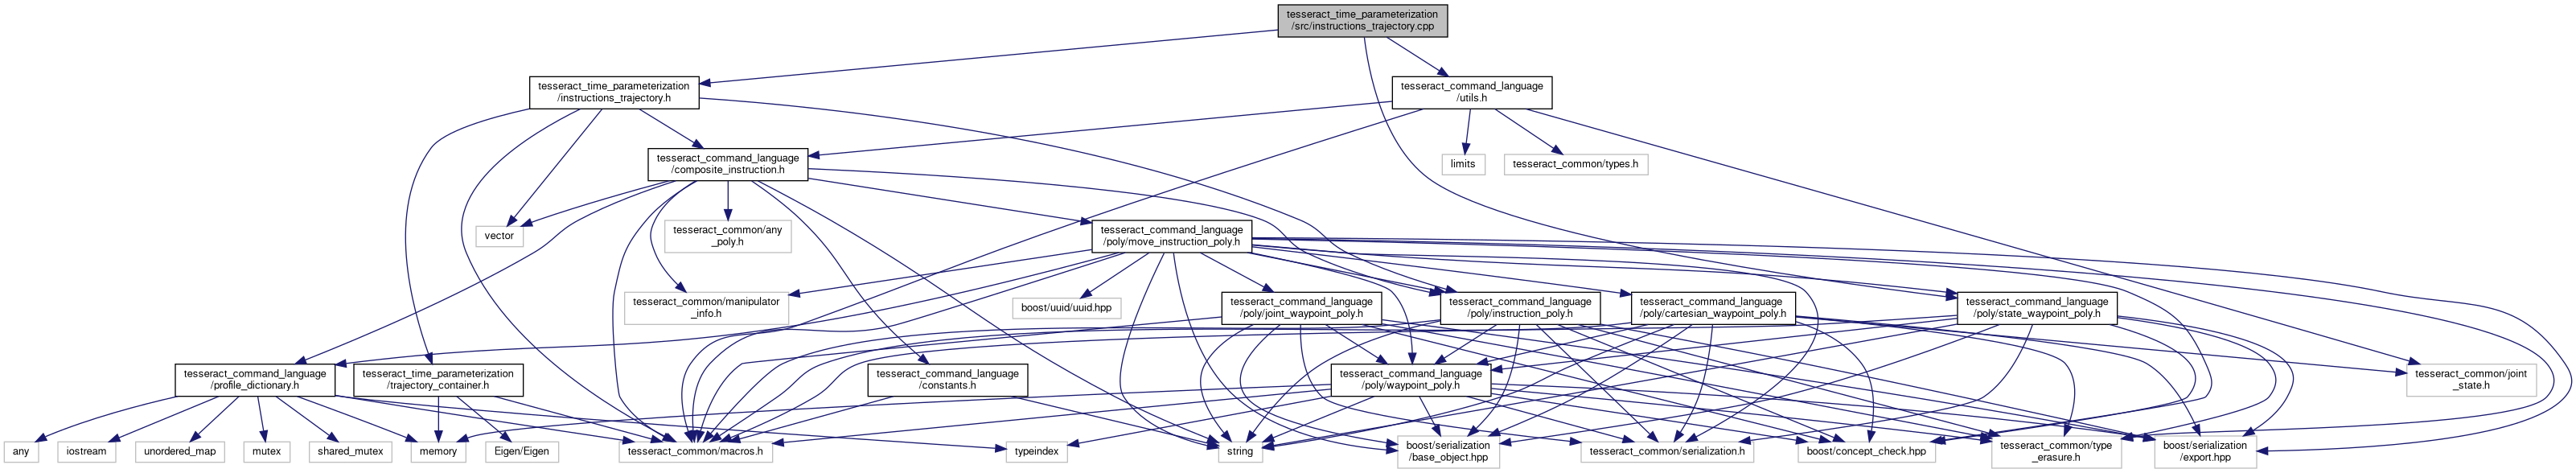 tesseract_time_parameterization
/src/instructions_trajectory.cpp
tesseract_time_parameterization
/instructions_trajectory.h
tesseract_command_language
/utils.h
tesseract_command_language
/composite_instruction.h
limits
tesseract_common/types.h
vector
tesseract_common/any
_poly.h
tesseract_command_language
/poly/move_instruction_poly.h
tesseract_common/manipulator
_info.h
boost/uuid/uuid.hpp
tesseract_command_language
/poly/joint_waypoint_poly.h
tesseract_command_language
/poly/instruction_poly.h
tesseract_command_language
/poly/cartesian_waypoint_poly.h
tesseract_command_language
/poly/state_waypoint_poly.h
tesseract_command_language
/profile_dictionary.h
tesseract_time_parameterization
/trajectory_container.h
tesseract_command_language
/constants.h
tesseract_command_language
/poly/waypoint_poly.h
tesseract_common/joint
_state.h
any
iostream
unordered_map
mutex
shared_mutex
memory
Eigen/Eigen
tesseract_common/macros.h
typeindex
string
boost/serialization
/base_object.hpp
tesseract_common/serialization.h
boost/concept_check.hpp
tesseract_common/type
_erasure.h
boost/serialization
/export.hpp